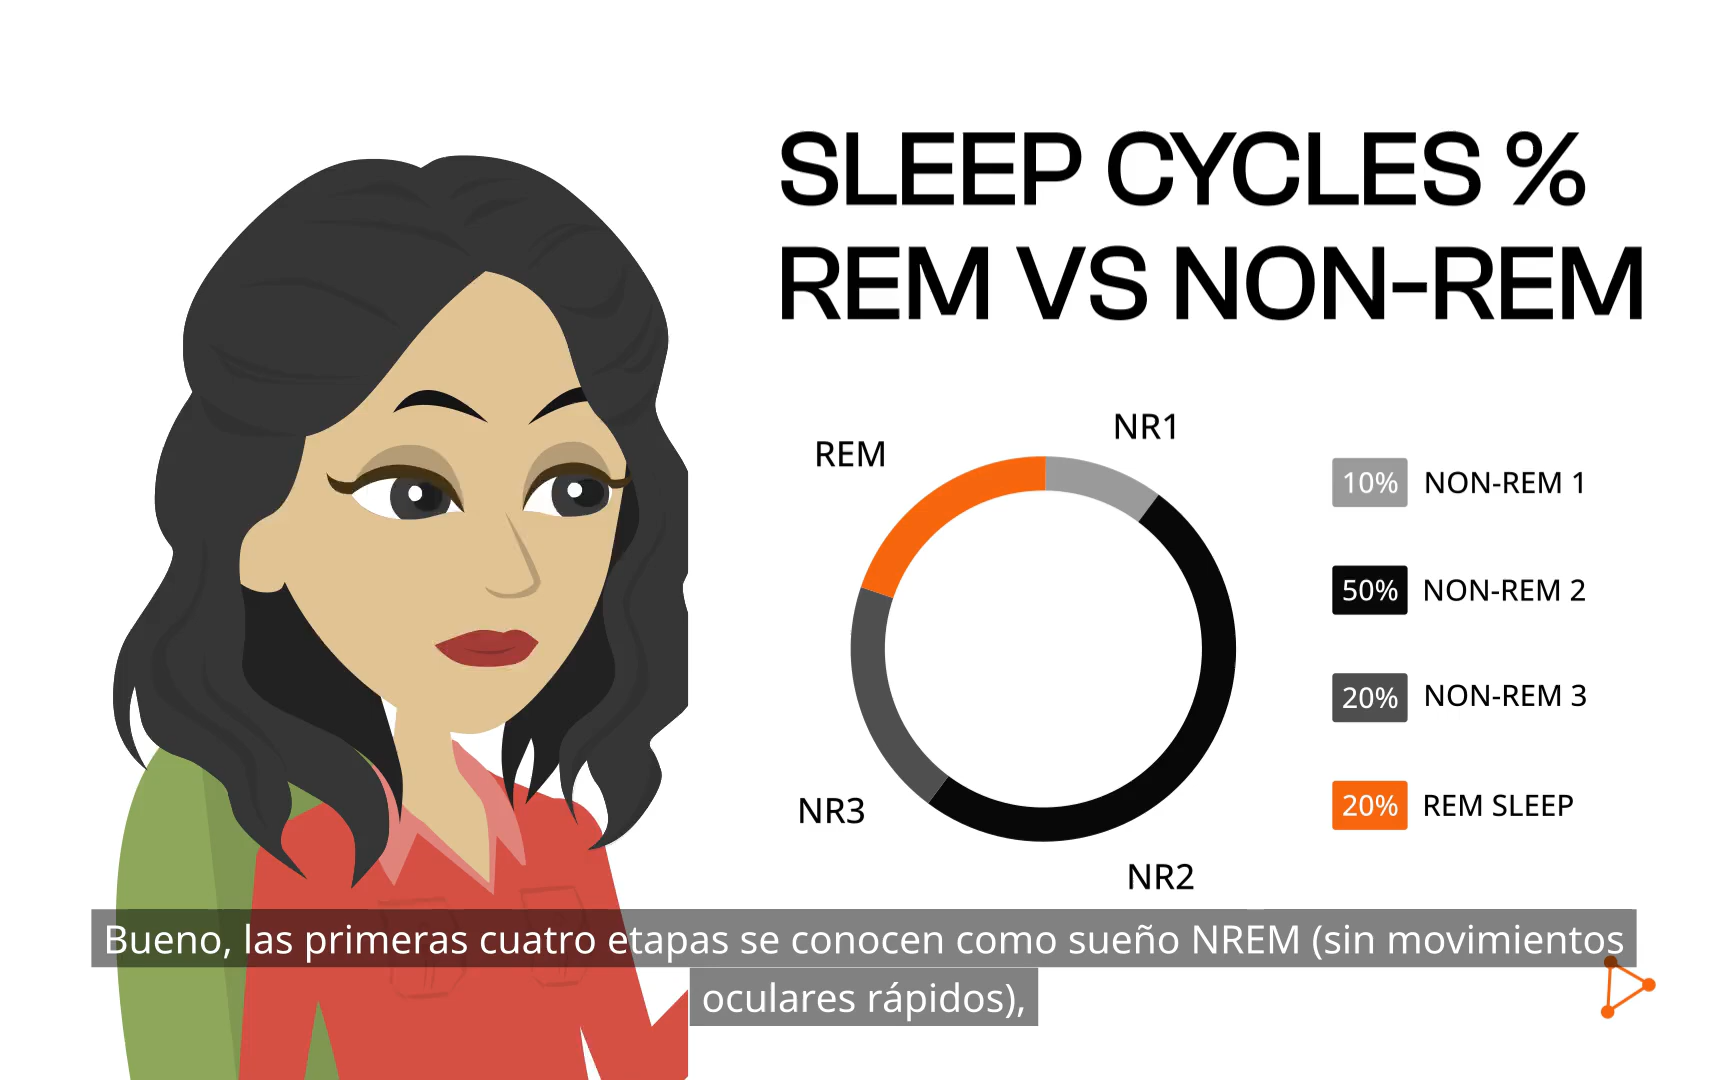 SLEEP CYCLES %
REM VS NON-REM
NR1
REM
10% NON-REM 1
50% NON-REM 2
20% NON-REM 3
20% REM SLEEP
NR3
NR2
Bueno, las primeras cuatro etapas se conocen como sueño NREM (sin movimientos
oculares rápidos),